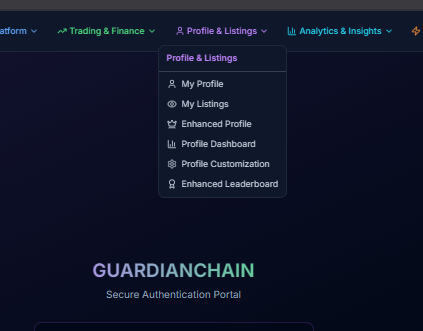 Trading & Finance
Profile & Listings
Analytics & Insights
Profile & Listings
My Profile
My Listings
Enhanced Profile
Profile Dashboard
Profile Customization
Enhanced Leaderboard
GUARDIANCHAIN
Secure Authentication Portal